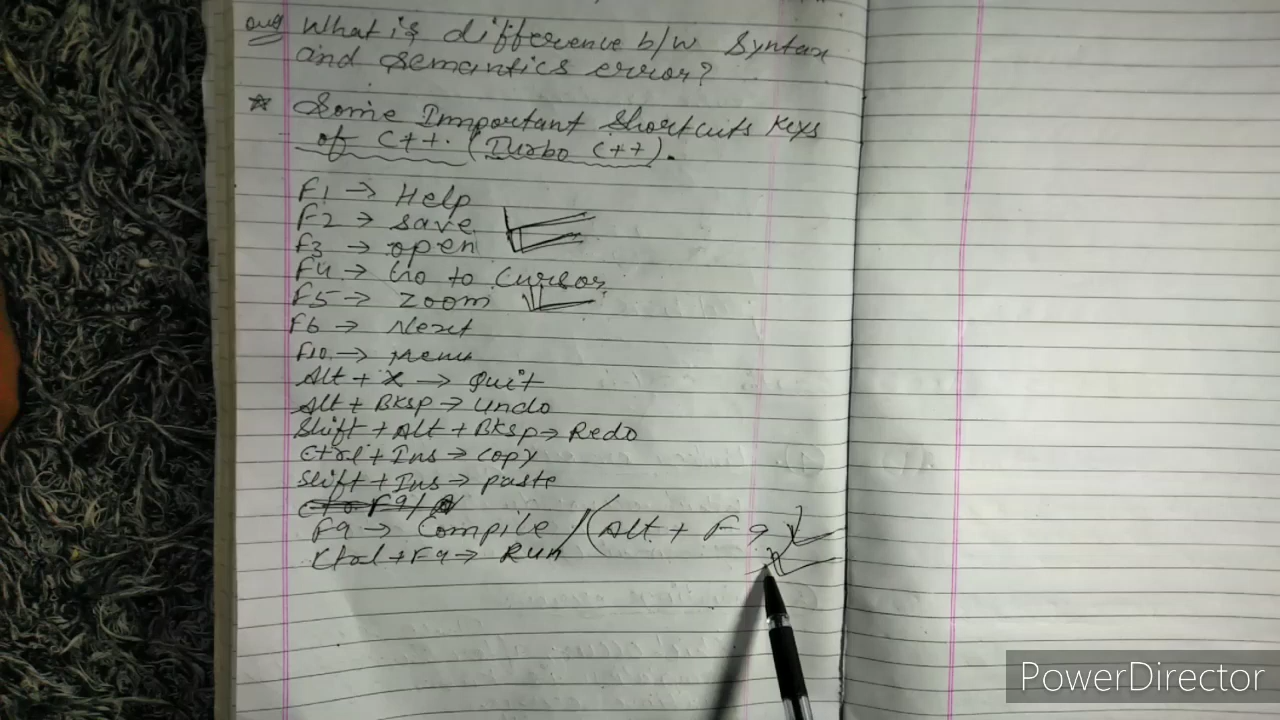 Ques What is difference b/w Syntax
and semantics error?
* Some Important Shortcuts Keys
of C++. (Turbo C++).
F1 → Help
F2 → save
F3 → open
F4 → Go to Cursor
F5 → Zoom
F6 → Next
F10 → Menu
Alt + X → Quit
Alt + BKSP → Undo
Shift + Alt + BKSP → Redo
Ctrl + Ins → copy
Shift + Ins → paste
F9 → Compile / (Alt + F9)
Ctrl + F9 → Run
PowerDirector